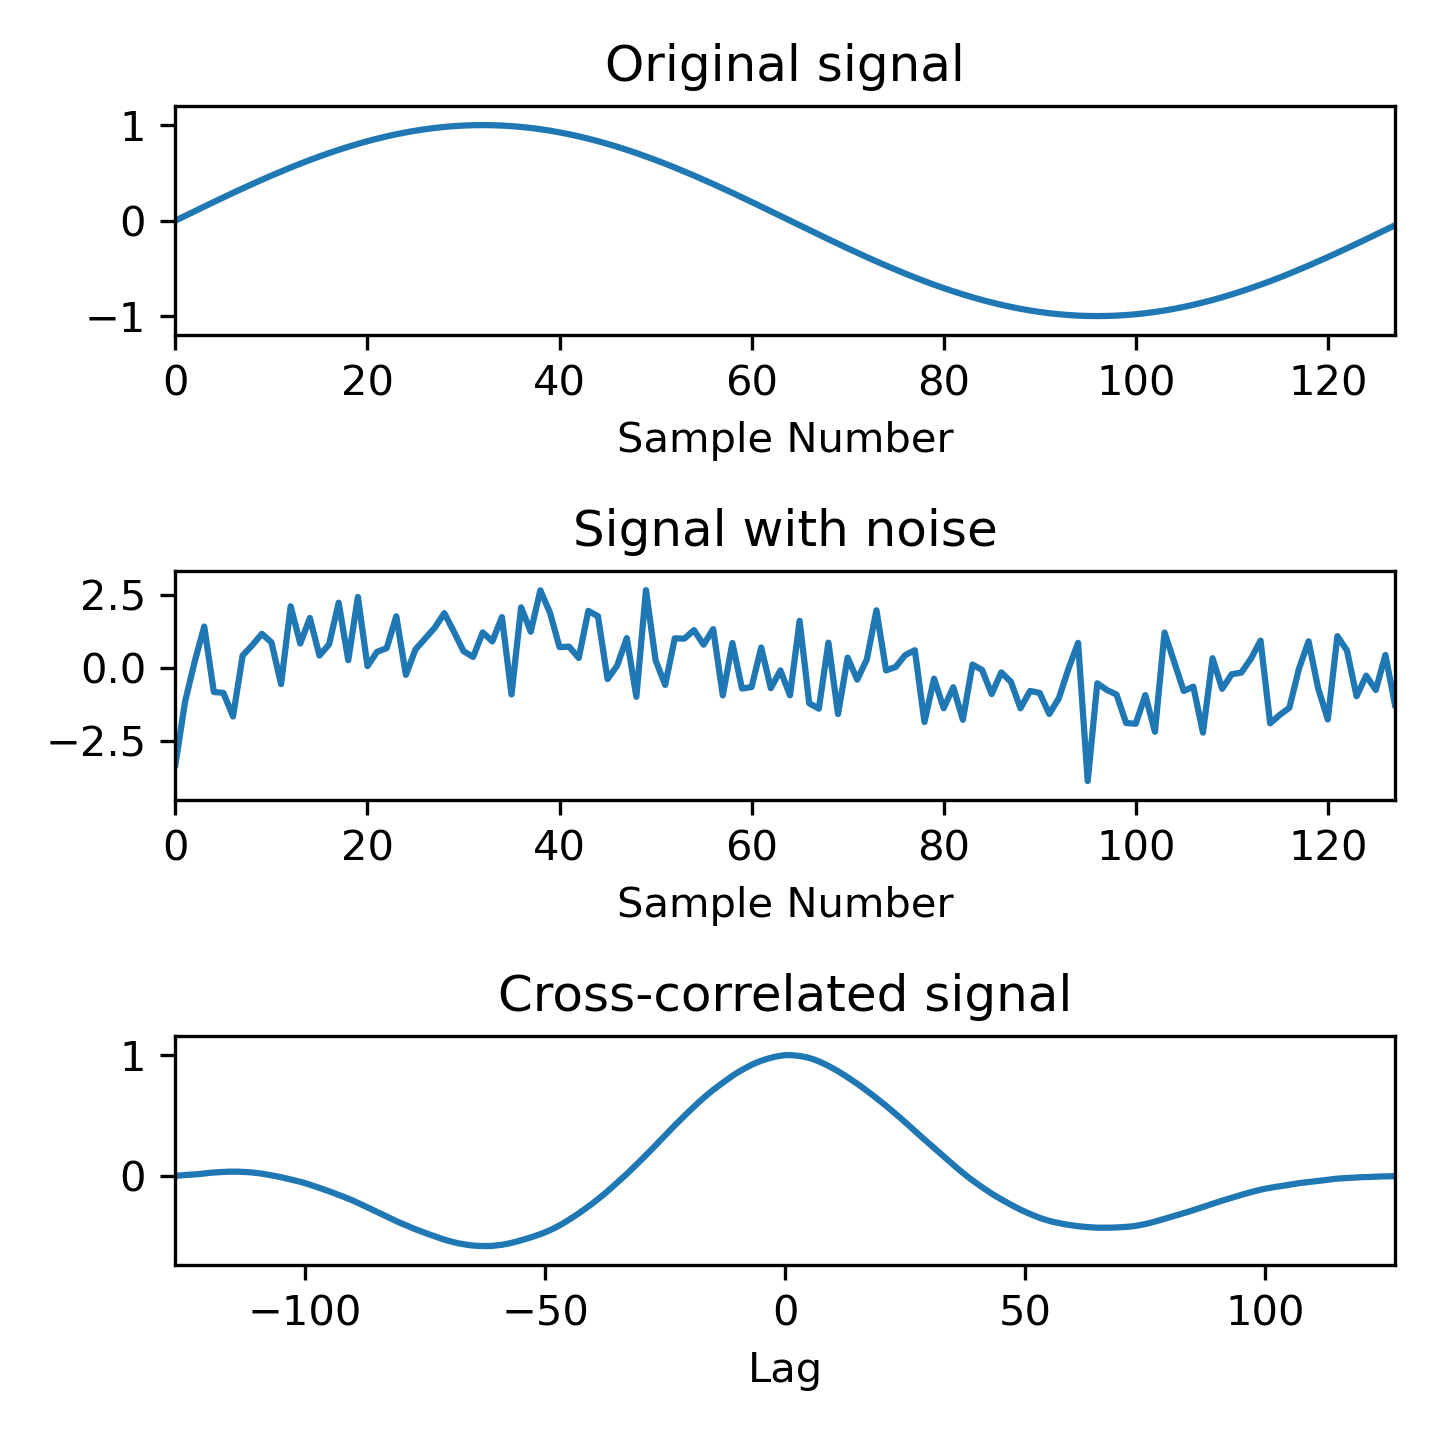 Original signal
1
0
−1
0 20 40 60 80 100 120
Sample Number
Signal with noise
2.5
0.0
−2.5
0 20 40 60 80 100 120
Sample Number
Cross-correlated signal
1
0
−100 −50 0 50 100
Lag